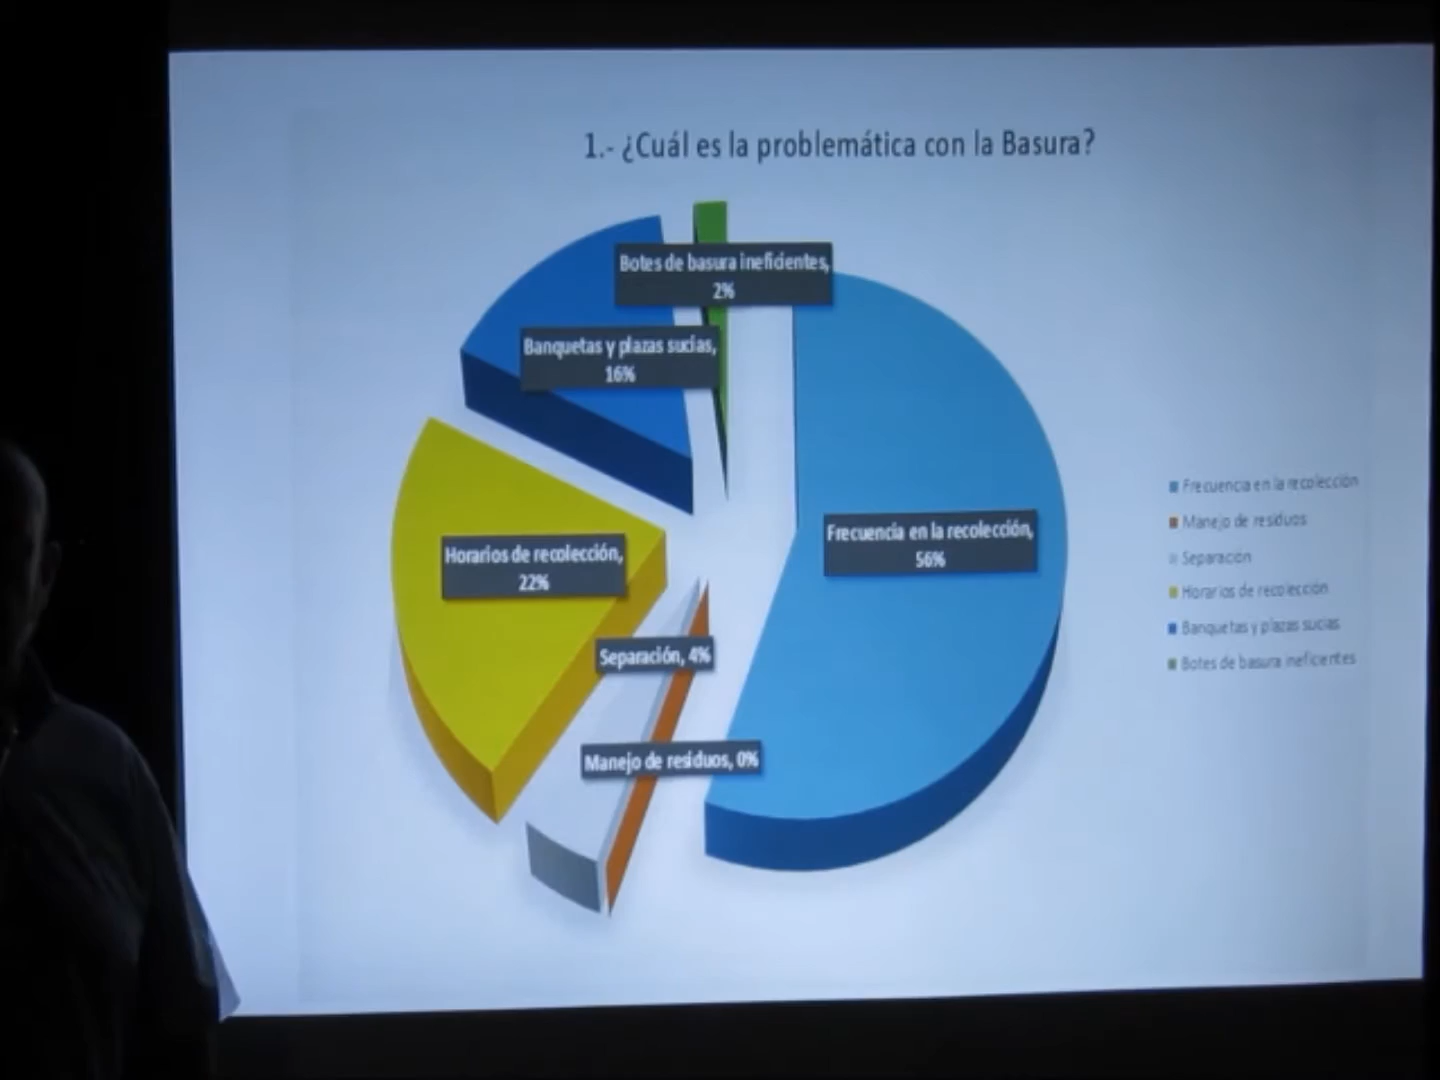 1.- ¿Cuál es la problemática con la Basura?
Botes de basura ineficientes,
2%
Banquetas y plazas sucias,
16%
Frecuencia en la recolección,
56%
Horarios de recolección,
22%
Separación, 4%
Manejo de residuos, 0%
Frecuencia en la recolección
Manejo de residuos
Separación
Horarios de recolección
Banquetas y plazas sucias
Botes de basura ineficientes